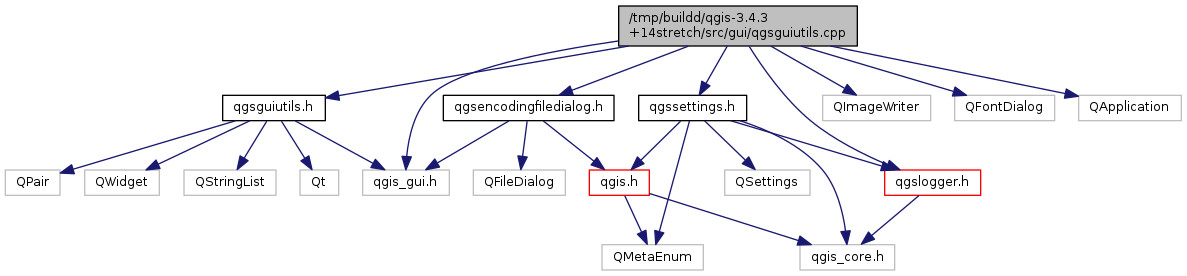 /tmp/buildd/qgis-3.4.3
+14stretch/src/gui/qgsguiutils.cpp
qgsguiutils.h
qgsencodingfiledialog.h
qgssettings.h
QImageWriter
QFontDialog
QApplication
QPair
QWidget
QStringList
Qt
qgis_gui.h
QFileDialog
qgis.h
QSettings
qgslogger.h
QMetaEnum
qgis_core.h